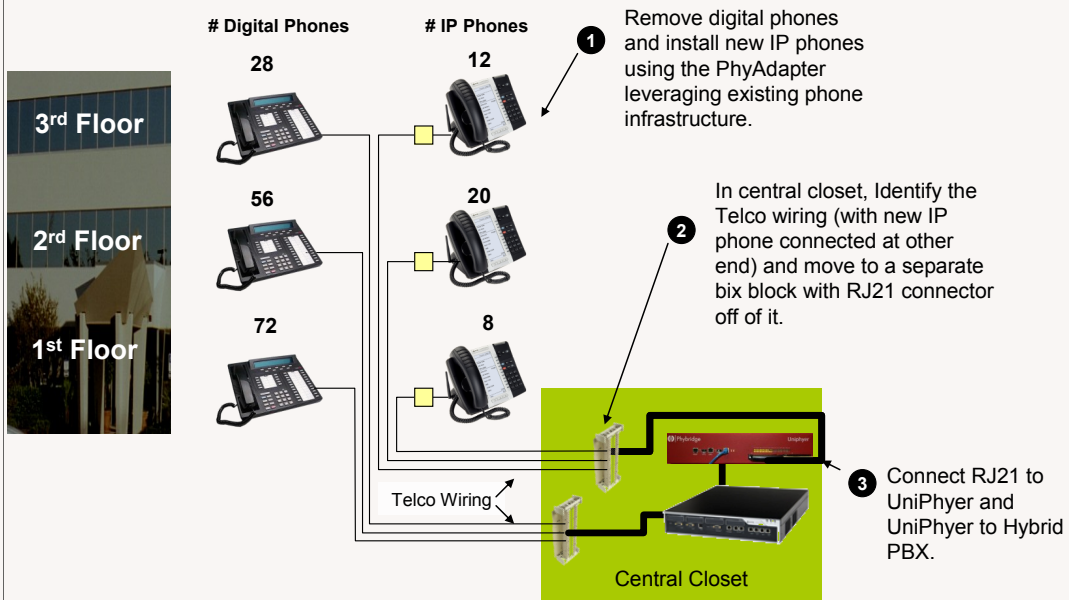 # Digital Phones
# IP Phones
28
12
1
Remove digital phones
and install new IP phones
using the PhyAdapter
leveraging existing phone
infrastructure.
3rd Floor
56
20
2
In central closet, Identify the
Telco wiring (with new IP
phone connected at other
end) and move to a separate
bix block with RJ21 connector
off of it.
2rd Floor
72
8
1st Floor
Phybridge
Uniphyer
3
Connect RJ21 to
UniPhyer and
UniPhyer to Hybrid
PBX.
Telco Wiring
Central Closet